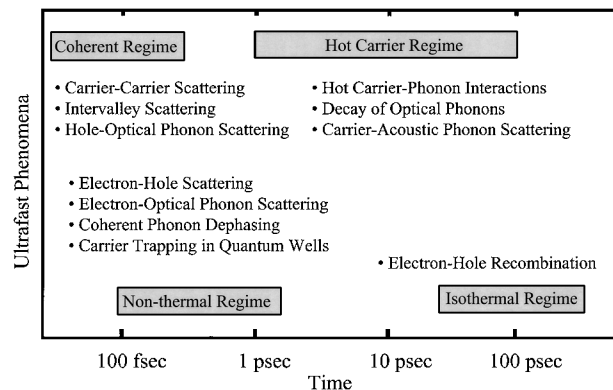 Coherent Regime
Hot Carrier Regime
• Carrier-Carrier Scattering
• Intervalley Scattering
• Hole-Optical Phonon Scattering
• Hot Carrier-Phonon Interactions
• Decay of Optical Phonons
• Carrier-Acoustic Phonon Scattering
• Electron-Hole Scattering
• Electron-Optical Phonon Scattering
• Coherent Phonon Dephasing
• Carrier Trapping in Quantum Wells
• Electron-Hole Recombination
Non-thermal Regime
Isothermal Regime
Ultrafast Phenomena
100 fsec
1 psec
10 psec
100 psec
Time